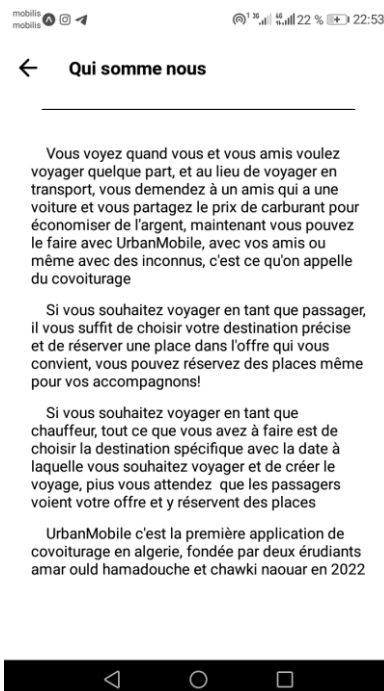 mobilis
mobilis
1 3G 4G 22 % 22:53
Qui somme nous
Vous voyez quand vous et vous amis voulez
voyager quelque part, et au lieu de voyager en
transport, vous demendez à un amis qui a une
voiture et vous partagez le prix de carburant pour
économiser de l'argent, maintenant vous pouvez
le faire avec UrbanMobile, avec vos amis ou
même avec des inconnus, c'est ce qu'on appelle
du covoiturage
Si vous souhaitez voyager en tant que passager,
il vous suffit de choisir votre destination précise
et de réserver une place dans l'offre qui vous
convient, vous pouvez réservez des places même
pour vos accompagnons!
Si vous souhaitez voyager en tant que
chauffeur, tout ce que vous avez à faire est de
choisir la destination spécifique avec la date à
laquelle vous souhaitez voyager et de créer le
voyage, pius vous attendez que les passagers
voient votre offre et y réservent des places
UrbanMobile c'est la première application de
covoiturage en algerie, fondée par deux érudiants
amar ould hamadouche et chawki naouar en 2022